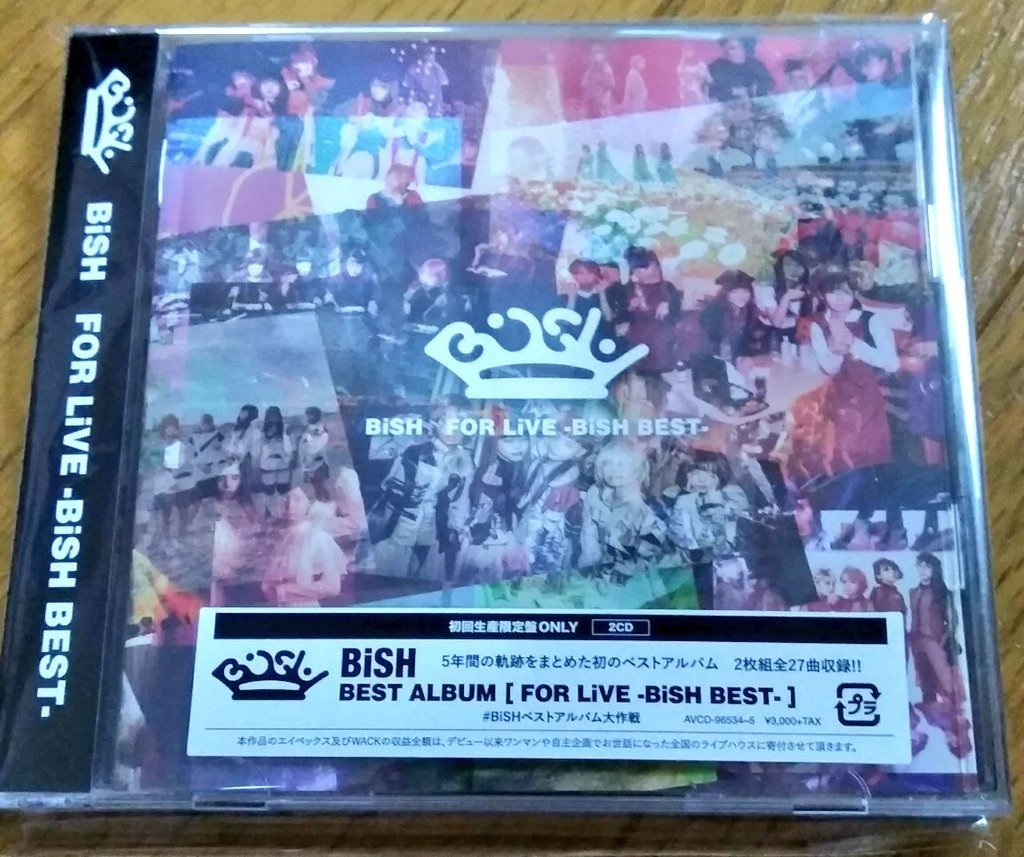 BiSH
BiSH FOR LiVE -BiSH BEST-
BiSH
BiSH FOR LiVE -BiSH BEST-
初回生産限定盤ONLY 2CD
BiSH
BiSH 5年間の軌跡をまとめた初のベストアルバム 2枚組全27曲収録!!
BEST ALBUM [ FOR LiVE -BiSH BEST- ]
プラ
#BiSHベストアルバム大作戦 AVCD-96534~5 ¥3,000+TAX
本作品のエイベックス及びWACKの収益全額は、デビュー以来ワンマンや自主企画でお世話になった全国のライブハウスに寄付させて頂きます。